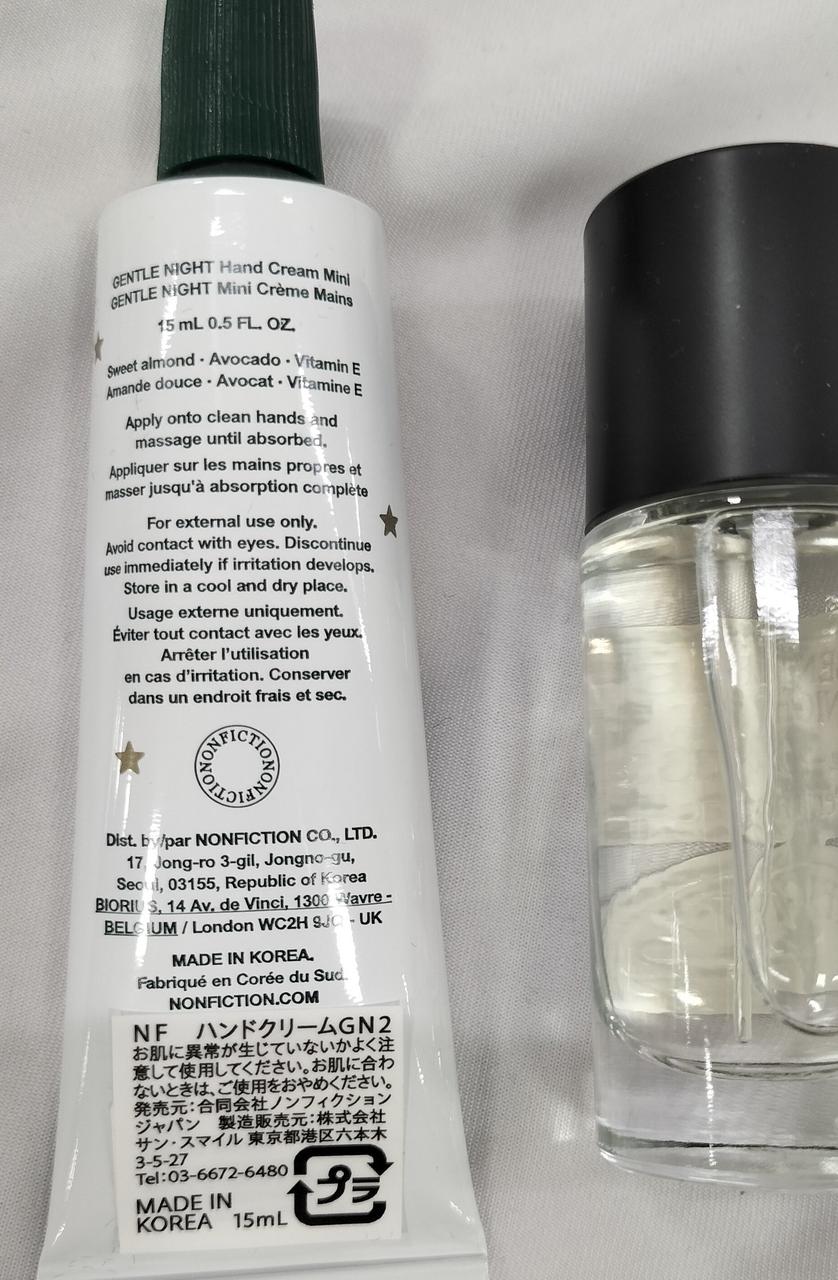 GENTLE NIGHT Hand Cream Mini
GENTLE NIGHT Mini Crème Mains
15 mL 0.5 FL. OZ.
Sweet almond · Avocado · Vitamin E
Amande douce · Avocat · Vitamine E
Apply onto clean hands and
massage until absorbed.
Appliquer sur les mains propres et
masser jusqu'à absorption complète
For external use only.
Avoid contact with eyes. Discontinue
use immediately if irritation develops.
Store in a cool and dry place.
Usage externe uniquement.
Éviter tout contact avec les yeux.
Arrêter l'utilisation
en cas d'irritation. Conserver
dans un endroit frais et sec.
NONFICTION NONFICTION
Dist. by/par NONFICTION CO., LTD.
17, Jong-ro 3-gil, Jongno-gu,
Seoul, 03155, Republic of Korea
BIORIUS, 14 Av. de Vinci, 1300 Wavre -
BELGIUM / London WC2H - UK
MADE IN KOREA.
Fabriqué en Corée du Sud.
NONFICTION.COM
NF ハンドクリームGN2
お肌に異常が生じていないかよく注
意して使用してください。お肌に合わ
ないときは、ご使用をおやめください。
発売元:合同会社ノンフィクション
ジャパン 製造販売元:株式会社
サン・スマイル 東京都港区六本木
3-5-27
Tel:03-6672-6480
プラ
MADE IN
KOREA 15mL